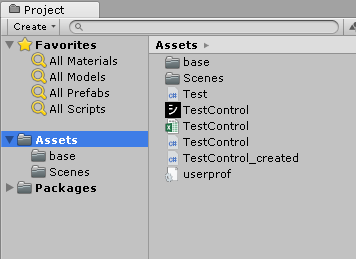 Project
Create
Favorites
All Materials
All Models
All Prefabs
All Scripts
Assets
base
Scenes
Packages
Assets
base
Scenes
Test
TestControl
TestControl
TestControl
TestControl_created
userprof